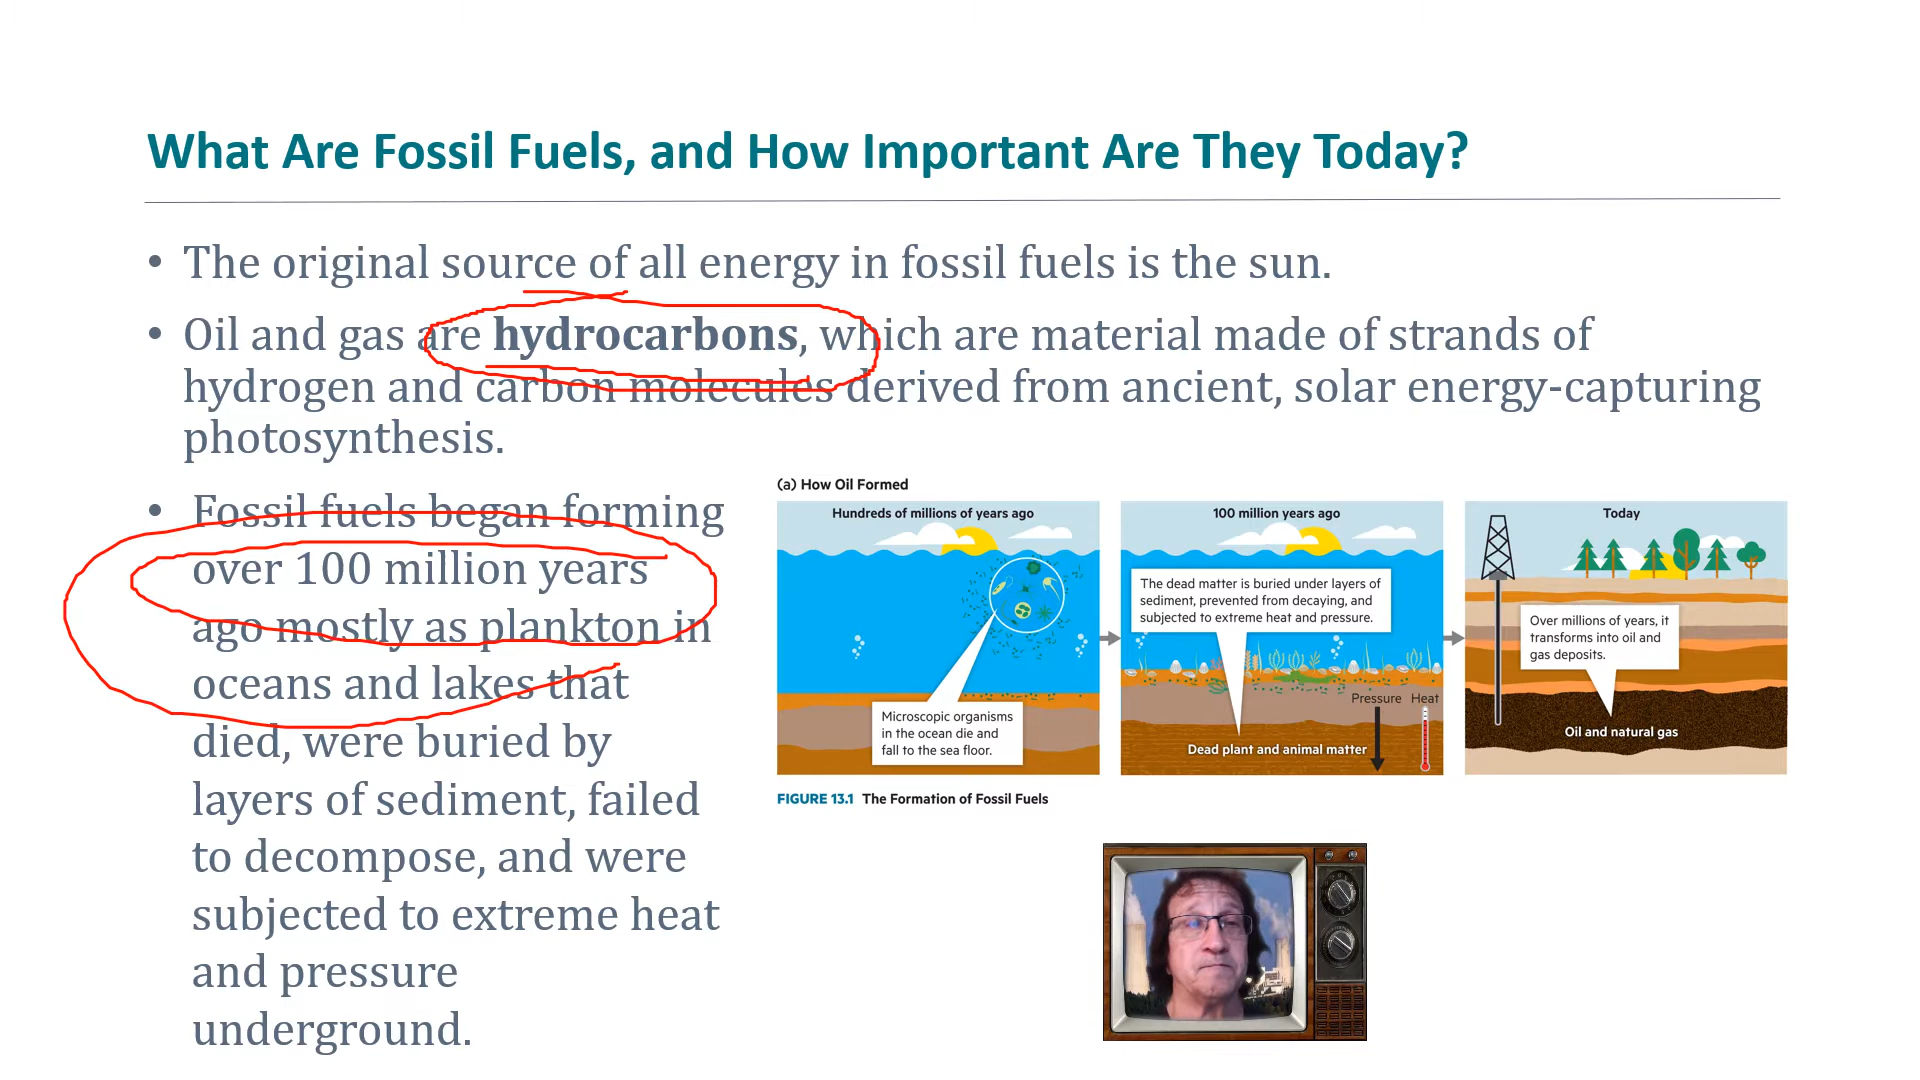 What Are Fossil Fuels, and How Important Are They Today?
• The original source of all energy in fossil fuels is the sun.
• Oil and gas are hydrocarbons, which are material made of strands of
hydrogen and carbon molecules derived from ancient, solar energy-capturing
photosynthesis.
• Fossil fuels began forming
over 100 million years
ago mostly as plankton in
oceans and lakes that
died, were buried by
layers of sediment, failed
to decompose, and were
subjected to extreme heat
and pressure
underground.
(a) How Oil Formed
Hundreds of millions of years ago
Microscopic organisms
in the ocean die and
fall to the sea floor.
100 million years ago
The dead matter is buried under layers of
sediment, prevented from decaying, and
subjected to extreme heat and pressure.
Pressure Heat
Dead plant and animal matter
Today
Over millions of years, it
transforms into oil and
gas deposits.
Oil and natural gas
FIGURE 13.1 The Formation of Fossil Fuels